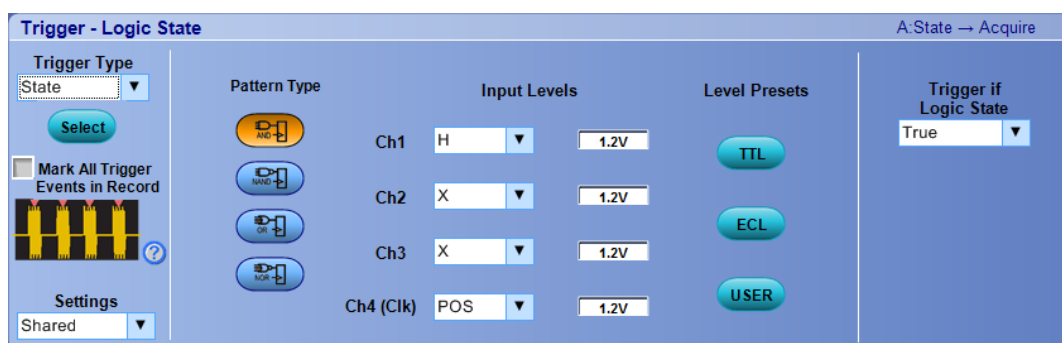 Trigger - Logic State
A:State → Acquire
Trigger Type
State
Select
Mark All Trigger
Events in Record
?
Settings
Shared
Pattern Type
AND
NAND
OR
NOR
Input Levels
Ch1 H 1.2V
Ch2 X 1.2V
Ch3 X 1.2V
Ch4 (Clk) POS 1.2V
Level Presets
TTL
ECL
USER
Trigger if
Logic State
True